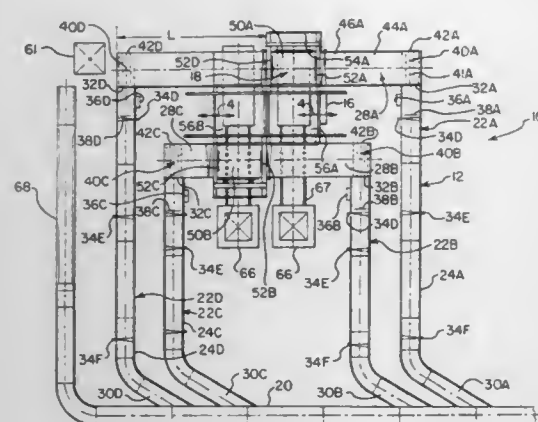 50A 46A 44A 42A
L
61 40D 42D 52D 54A 40A
18 52A 41A
32D 36D 28A 32A
34D 4 4 16 36A 38A
38D 56B 28C 34D 22A
42C 42B 10
56A 40B
40C 52C 28B 12
68 36C 32B
38C 32C 67 36B 38B
34E 50B 34D 34E
34E 66 66 34E 22B
52B 24A
22D
22C
34F 24C 34F 34F
24D
30D 30C 20 30B 30A